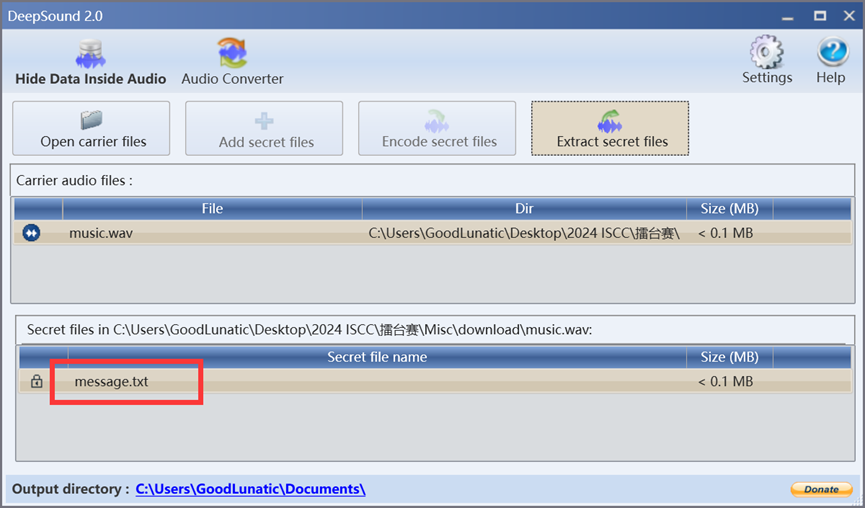 DeepSound 2.0
Hide Data Inside Audio Audio Converter Settings Help
Open carrier files Add secret files Encode secret files Extract secret files
Carrier audio files :
File Dir Size (MB)
music.wav C:\Users\GoodLunatic\Desktop\2024 ISCC\擂台赛\ < 0.1 MB
Secret files in C:\Users\GoodLunatic\Desktop\2024 ISCC\擂台赛\Misc\download\music.wav:
Secret file name Size (MB)
message.txt < 0.1 MB
Output directory : C:\Users\GoodLunatic\Documents\ Donate